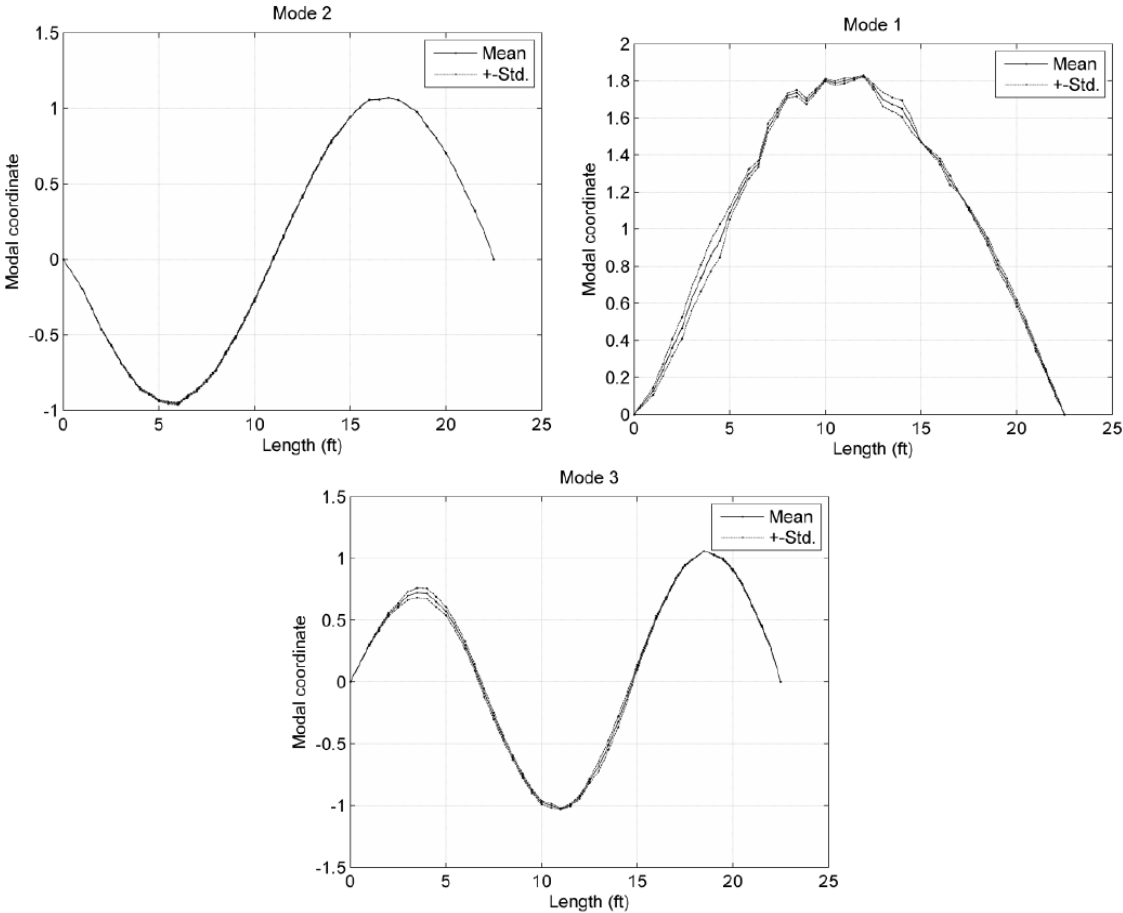 Mode 2
1.5
1
0.5
0
-0.5
-1
0 5 10 15 20 25
Length (ft)
Modal coordinate
Mean
+-Std.
Mode 1
2
1.8
1.6
1.4
1.2
1
0.8
0.6
0.4
0.2
0
0 5 10 15 20 25
Length (ft)
Modal coordinate
Mean
+-Std.
Mode 3
1.5
1
0.5
0
-0.5
-1
-1.5
0 5 10 15 20 25
Length (ft)
Modal coordinate
Mean
+-Std.